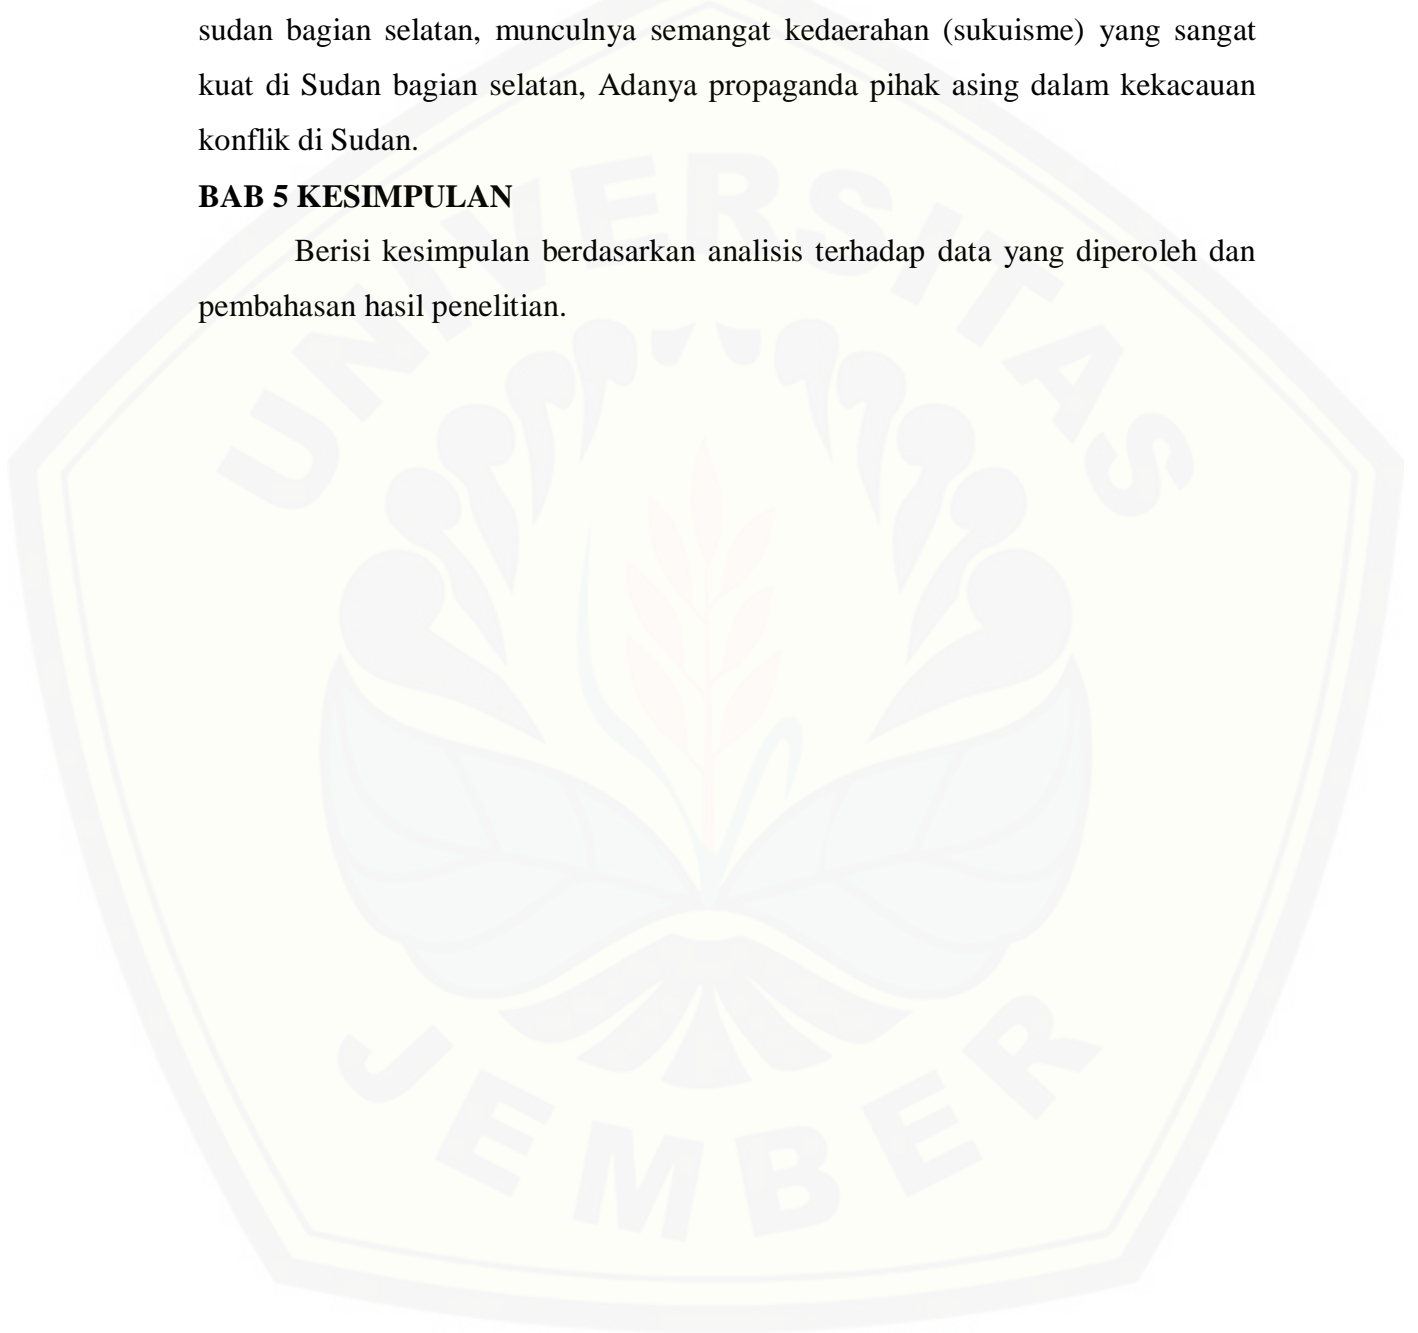 sudan bagian selatan, munculnya semangat kedaerahan (sukuisme) yang sangat
kuat di Sudan bagian selatan, Adanya propaganda pihak asing dalam kekacauan
konflik di Sudan.
BAB 5 KESIMPULAN
Berisi kesimpulan berdasarkan analisis terhadap data yang diperoleh dan
pembahasan hasil penelitian.
UNIVERSITAS
JEMBER